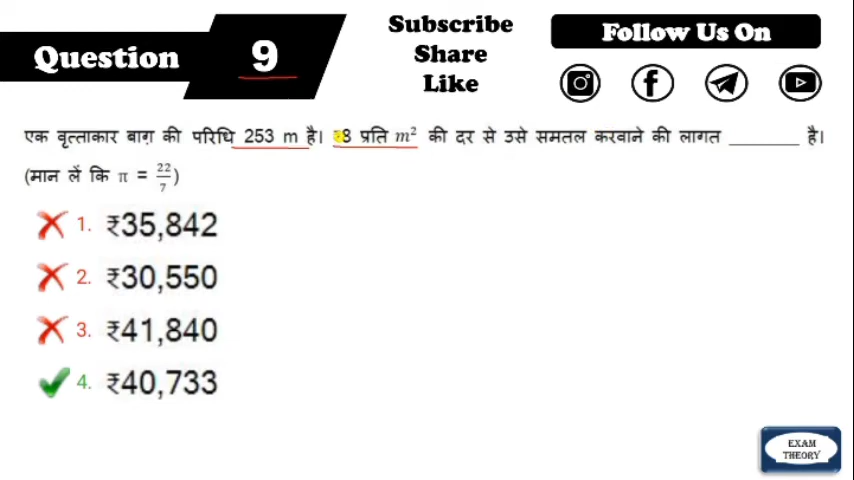 Question
9
Subscribe
Share
Like
Follow Us On
एक वृत्ताकार बाग़ की परिधि 253 m है। ₹8 प्रति m² की दर से उसे समतल करवाने की लागत ________ है।
(मान लें कि π = 22/7)
1. ₹35,842
2. ₹30,550
3. ₹41,840
4. ₹40,733
EXAM
THEORY